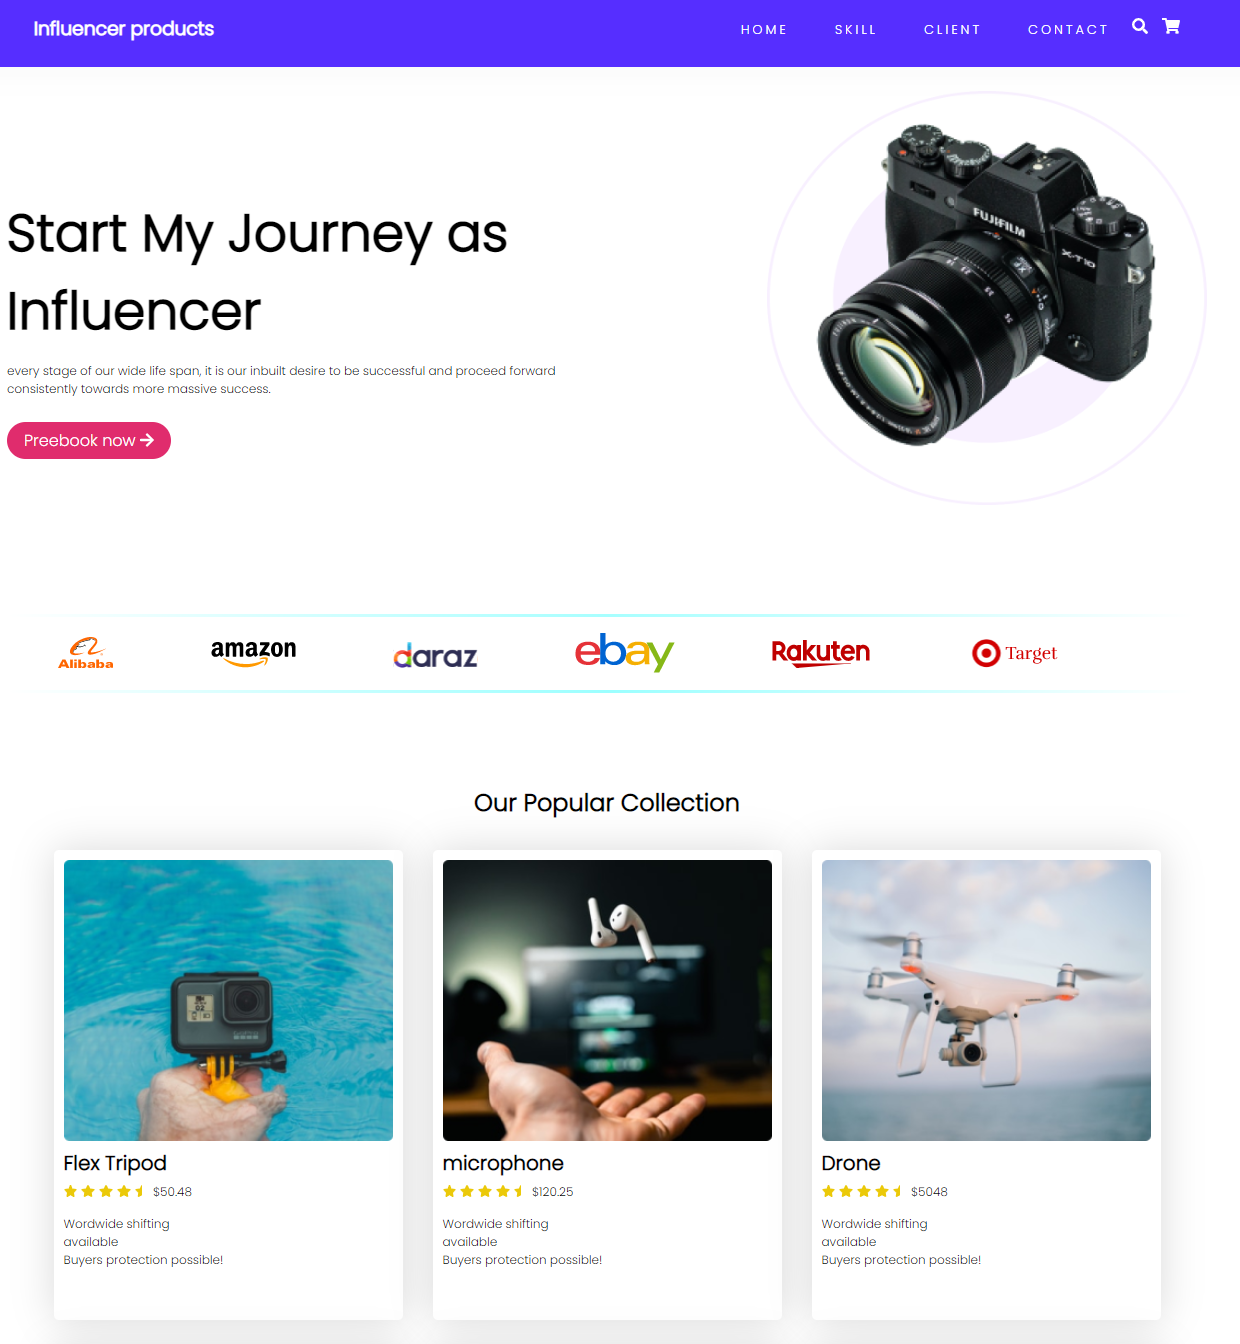 Influencer products
HOME SKILL CLIENT CONTACT
Start My Journey as
Influencer
every stage of our wide life span, it is our inbuilt desire to be successful and proceed forward
consistently towards more massive success.
Preebook now
FUJIFILM
X-T10
Alibaba amazon daraz ebay Rakuten Target
Our Popular Collection
Flex Tripod
$50.48
Wordwide shifting
available
Buyers protection possible!
microphone
$120.25
Wordwide shifting
available
Buyers protection possible!
Drone
$5048
Wordwide shifting
available
Buyers protection possible!